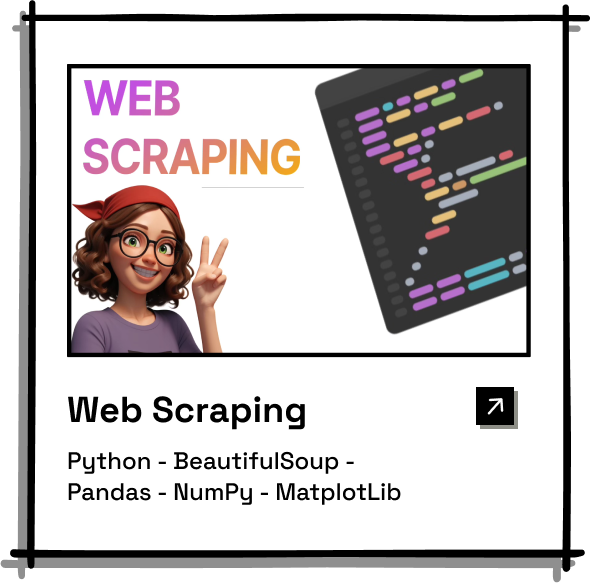 WEB
SCRAPING
Web Scraping
Python - BeautifulSoup -
Pandas - NumPy - MatplotLib